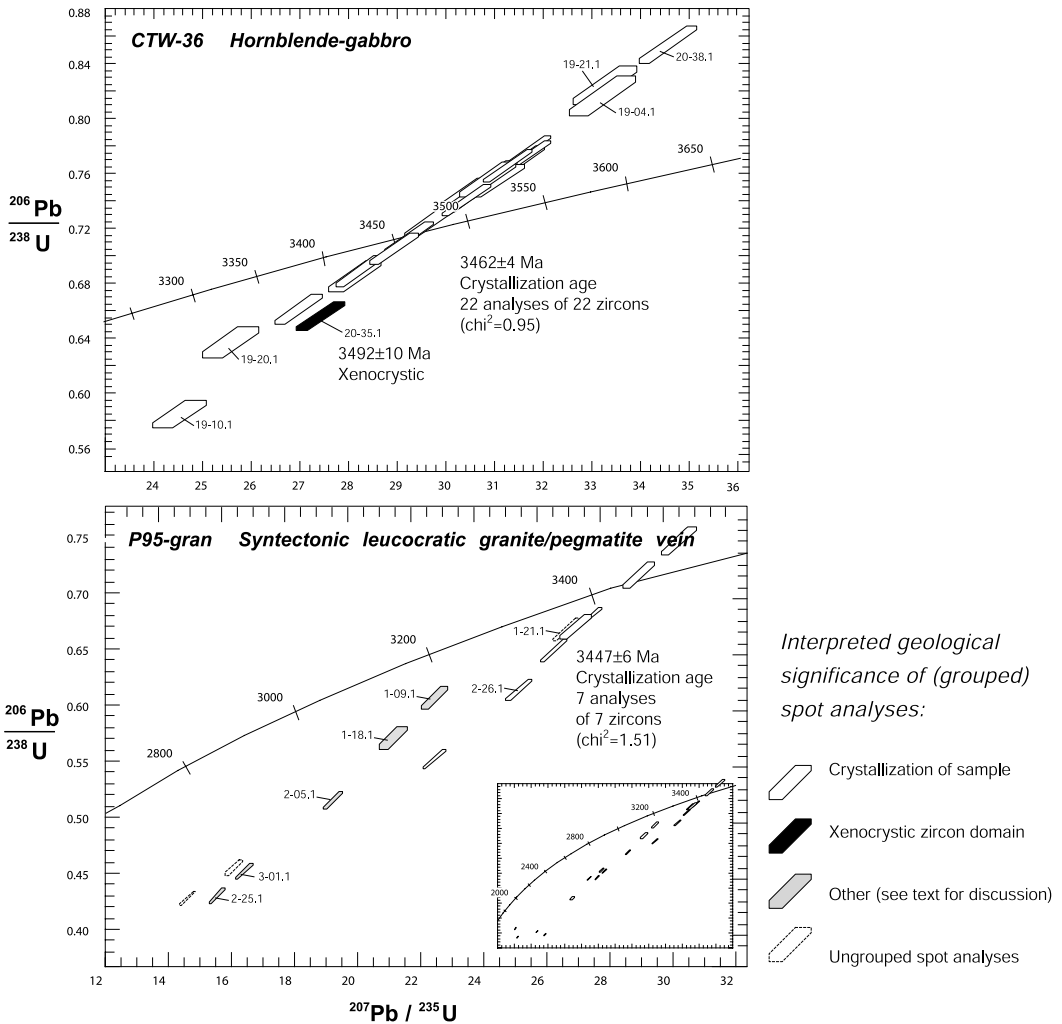 CTW-36 Hornblende-gabbro
0.88
0.84
0.80
0.76
0.72
0.68
0.64
0.60
0.56
206 Pb
238 U
19-21.1
20-38.1
19-04.1
3300
3350
3400
3450
3500
3550
3600
3650
3462±4 Ma
Crystallization age
22 analyses of 22 zircons
(chi²=0.95)
20-35.1
3492±10 Ma
Xenocrystic
19-20.1
19-10.1
24 25 26 27 28 29 30 31 32 33 34 35 36
P95-gran Syntectonic leucocratic granite/pegmatite vein
0.75
0.70
0.65
0.60
0.55
0.50
0.45
0.40
206 Pb
238 U
2800
3000
3200
3400
1-21.1
3447±6 Ma
Crystallization age
7 analyses
of 7 zircons
(chi²=1.51)
2-26.1
1-09.1
1-18.1
2-05.1
3-01.1
2-25.1
2000
2400
2800
3200
3400
12 14 16 18 20 22 24 26 28 30 32
207Pb / 235U
Interpreted geological
significance of (grouped)
spot analyses:
Crystallization of sample
Xenocrystic zircon domain
Other (see text for discussion)
Ungrouped spot analyses